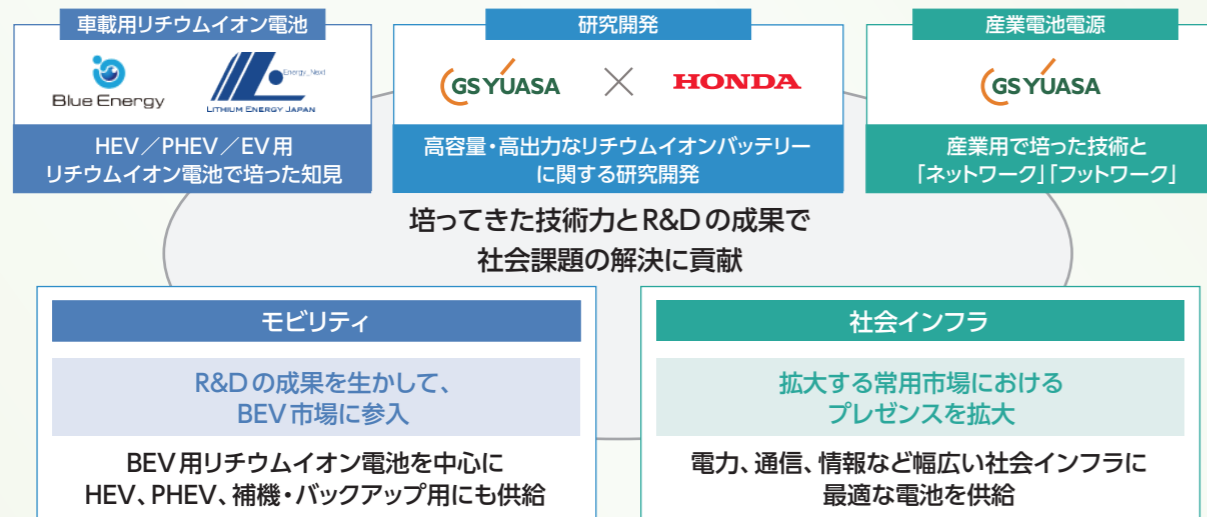 車載用リチウムイオン電池
Blue Energy
Energy_Next
LITHIUM ENERGY JAPAN
HEV／PHEV／EV用
リチウムイオン電池で培った知見
研究開発
GS YUASA × HONDA
高容量・高出力なリチウムイオンバッテリー
に関する研究開発
産業電池電源
GS YUASA
産業用で培った技術と
「ネットワーク」「フットワーク」
培ってきた技術力とR&Dの成果で
社会課題の解決に貢献
モビリティ
R&Dの成果を生かして、
BEV市場に参入
BEV用リチウムイオン電池を中心に
HEV、PHEV、補機・バックアップ用にも供給
社会インフラ
拡大する常用市場における
プレゼンスを拡大
電力、通信、情報など幅広い社会インフラに
最適な電池を供給